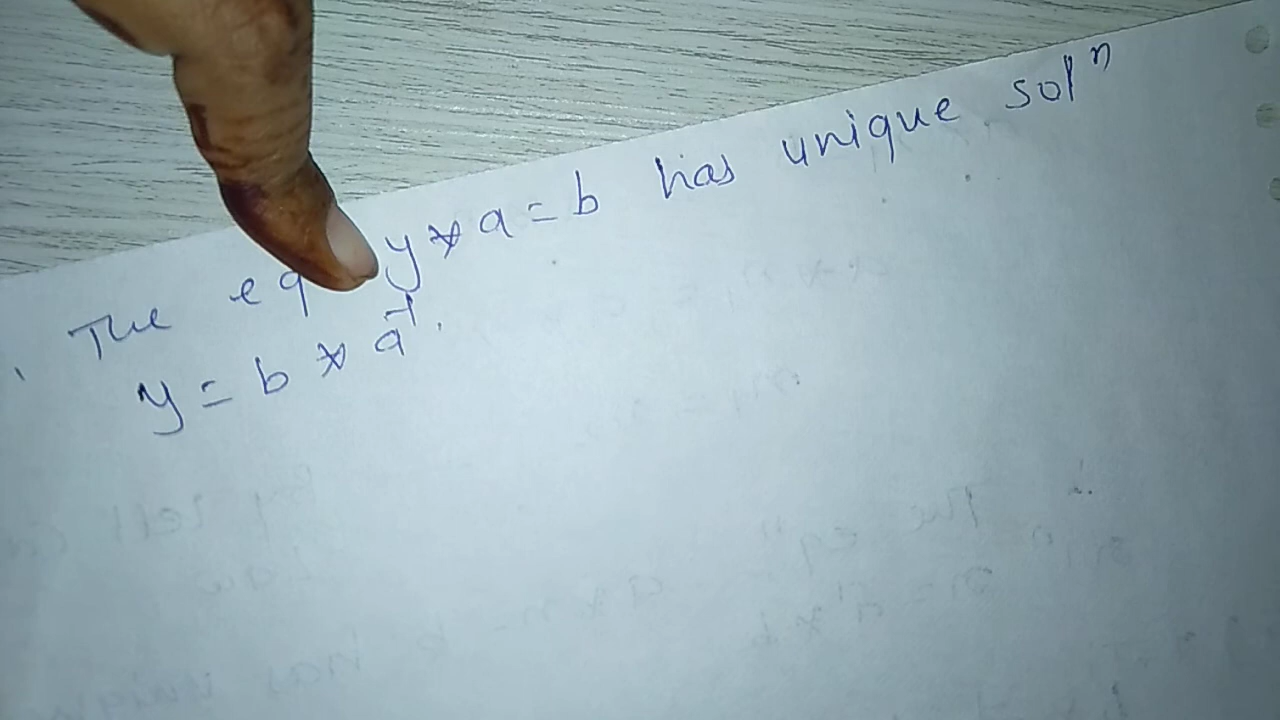 The eq y * a = b has unique solⁿ
y = b * a⁻¹.